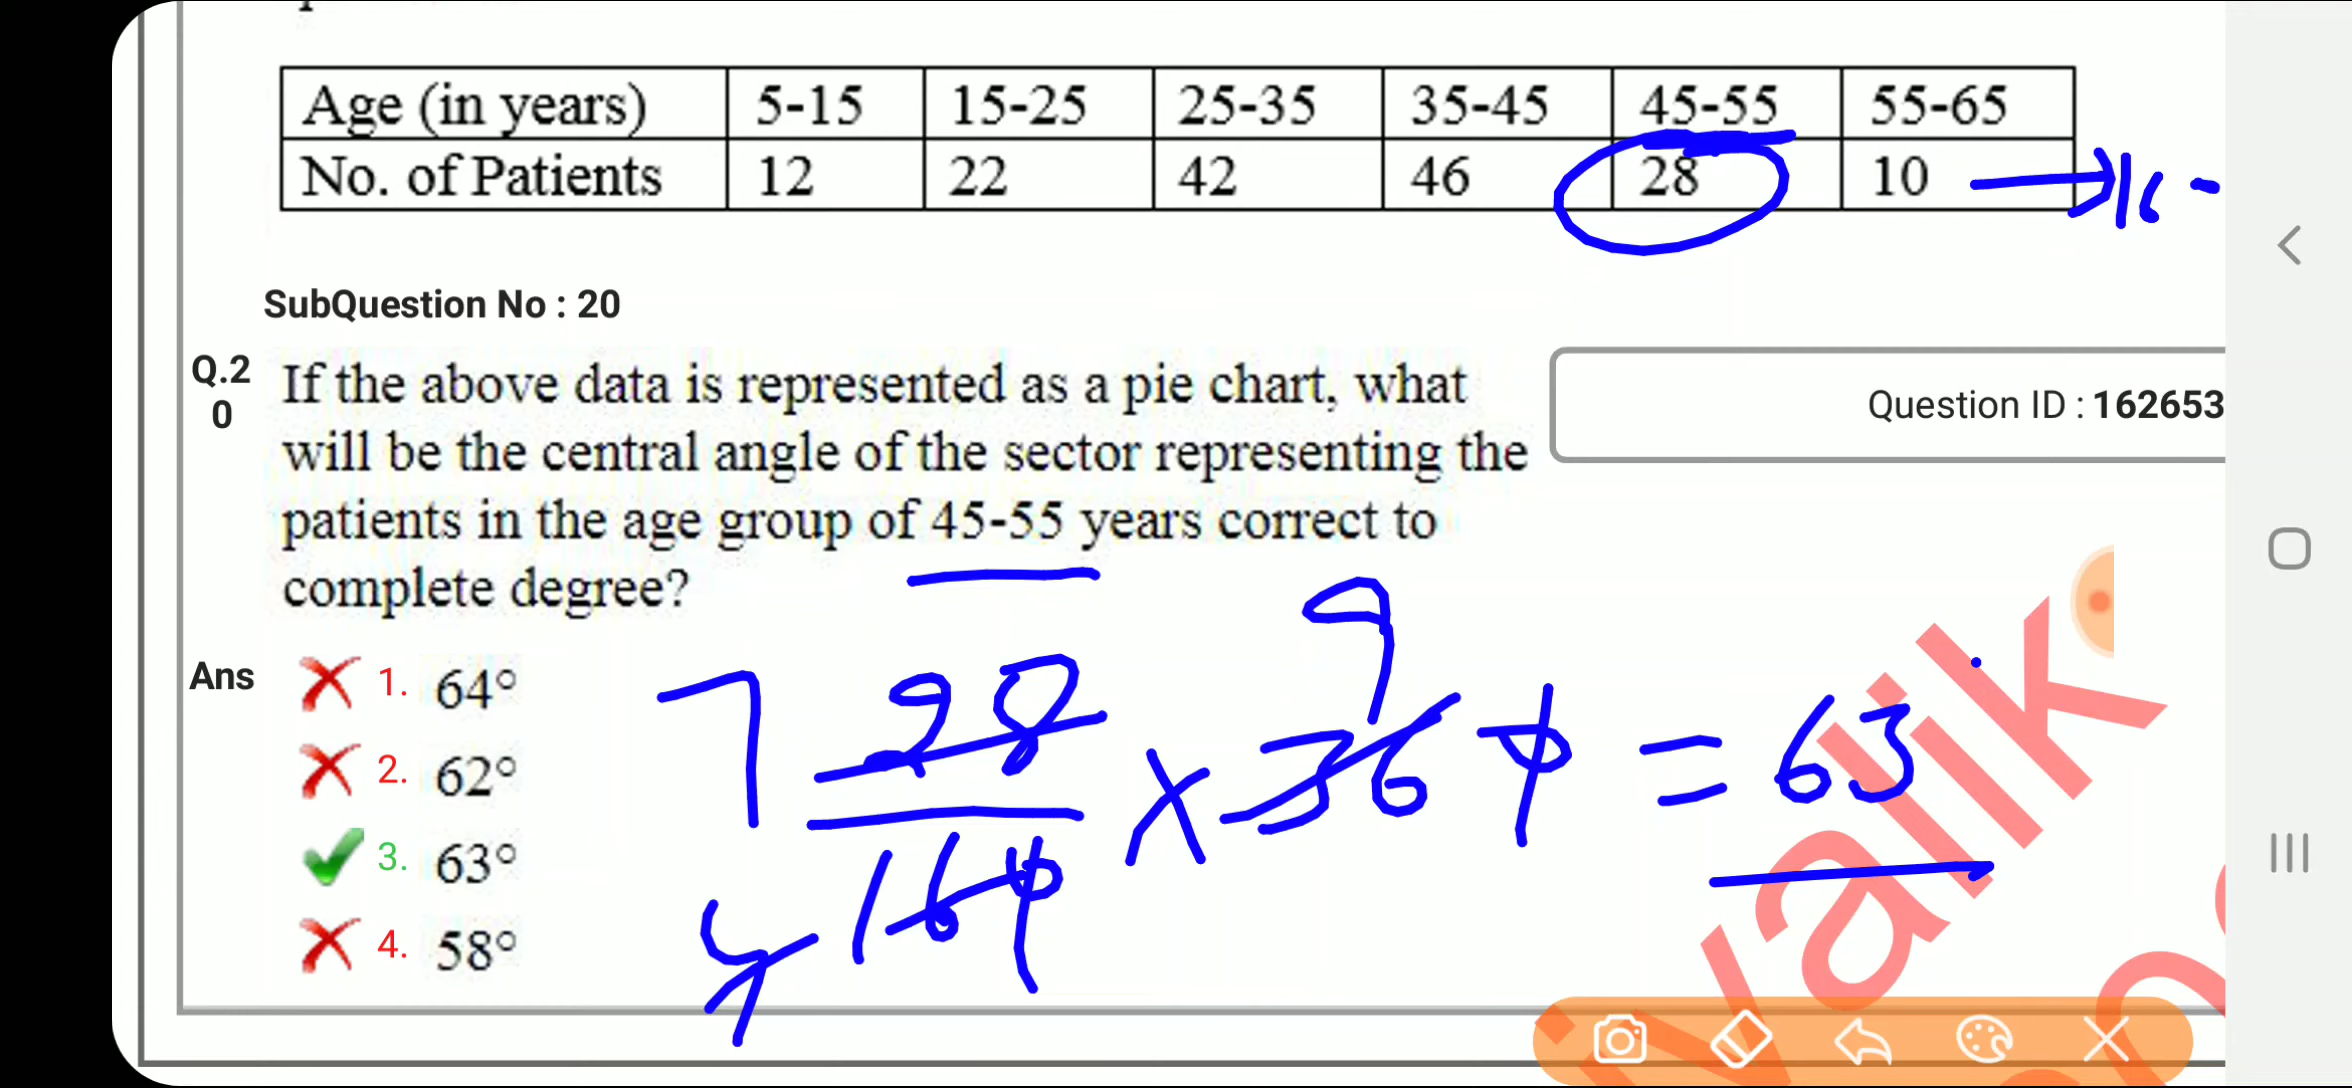 Age (in years) 5-15 15-25 25-35 35-45 45-55 55-65
No. of Patients 12 22 42 46 28 10 → 16-
SubQuestion No : 20
Q.20 If the above data is represented as a pie chart, what
will be the central angle of the sector representing the
patients in the age group of 45-55 years correct to
complete degree?
Question ID : 162653
Ans 1. 64°
2. 62°
3. 63°
4. 58°
7 9
28 × 360 = 63
160
4